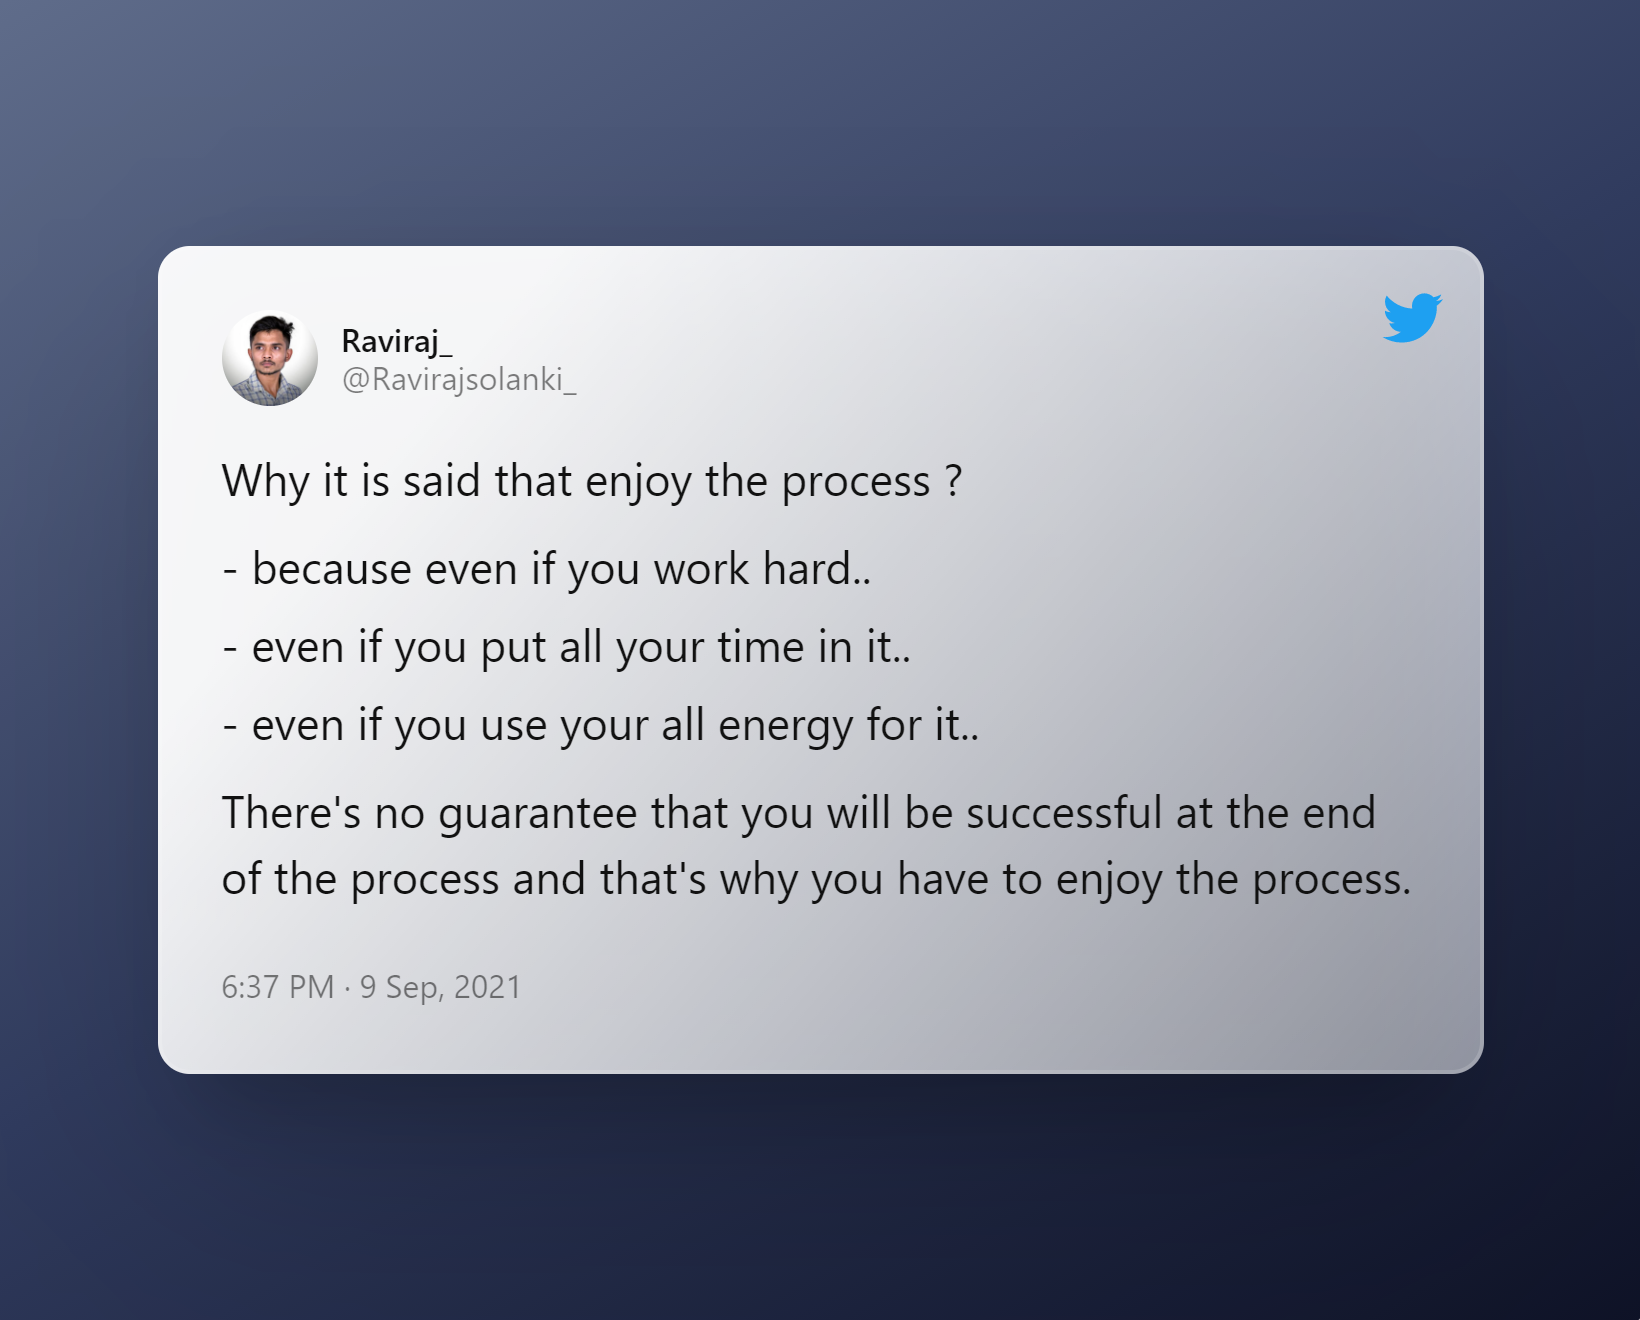 Raviraj_
@Ravirajsolanki_
Why it is said that enjoy the process ?
- because even if you work hard..
- even if you put all your time in it..
- even if you use your all energy for it..
There's no guarantee that you will be successful at the end
of the process and that's why you have to enjoy the process.
6:37 PM · 9 Sep, 2021